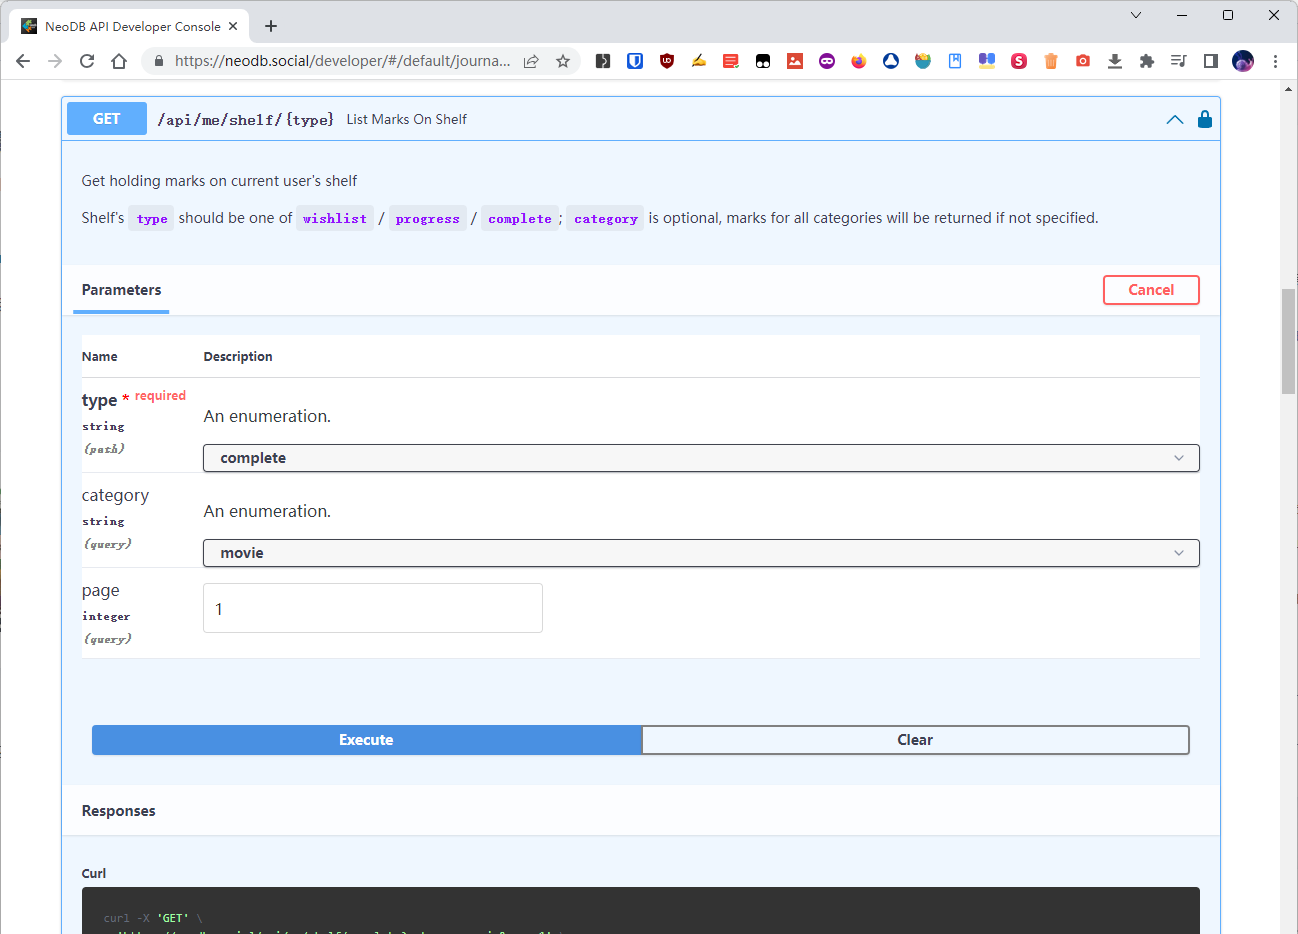 NeoDB API Developer Console
https://neodb.social/developer/#/default/journa...
GET /api/me/shelf/{type} List Marks On Shelf
Get holding marks on current user's shelf
Shelf's type should be one of wishlist / progress / complete; category is optional, marks for all categories will be returned if not specified.
Parameters
Cancel
Name Description
type * required
string
(path)
An enumeration.
complete
category
string
(query)
An enumeration.
movie
page
integer
(query)
1
Execute Clear
Responses
Curl
curl -X 'GET' \